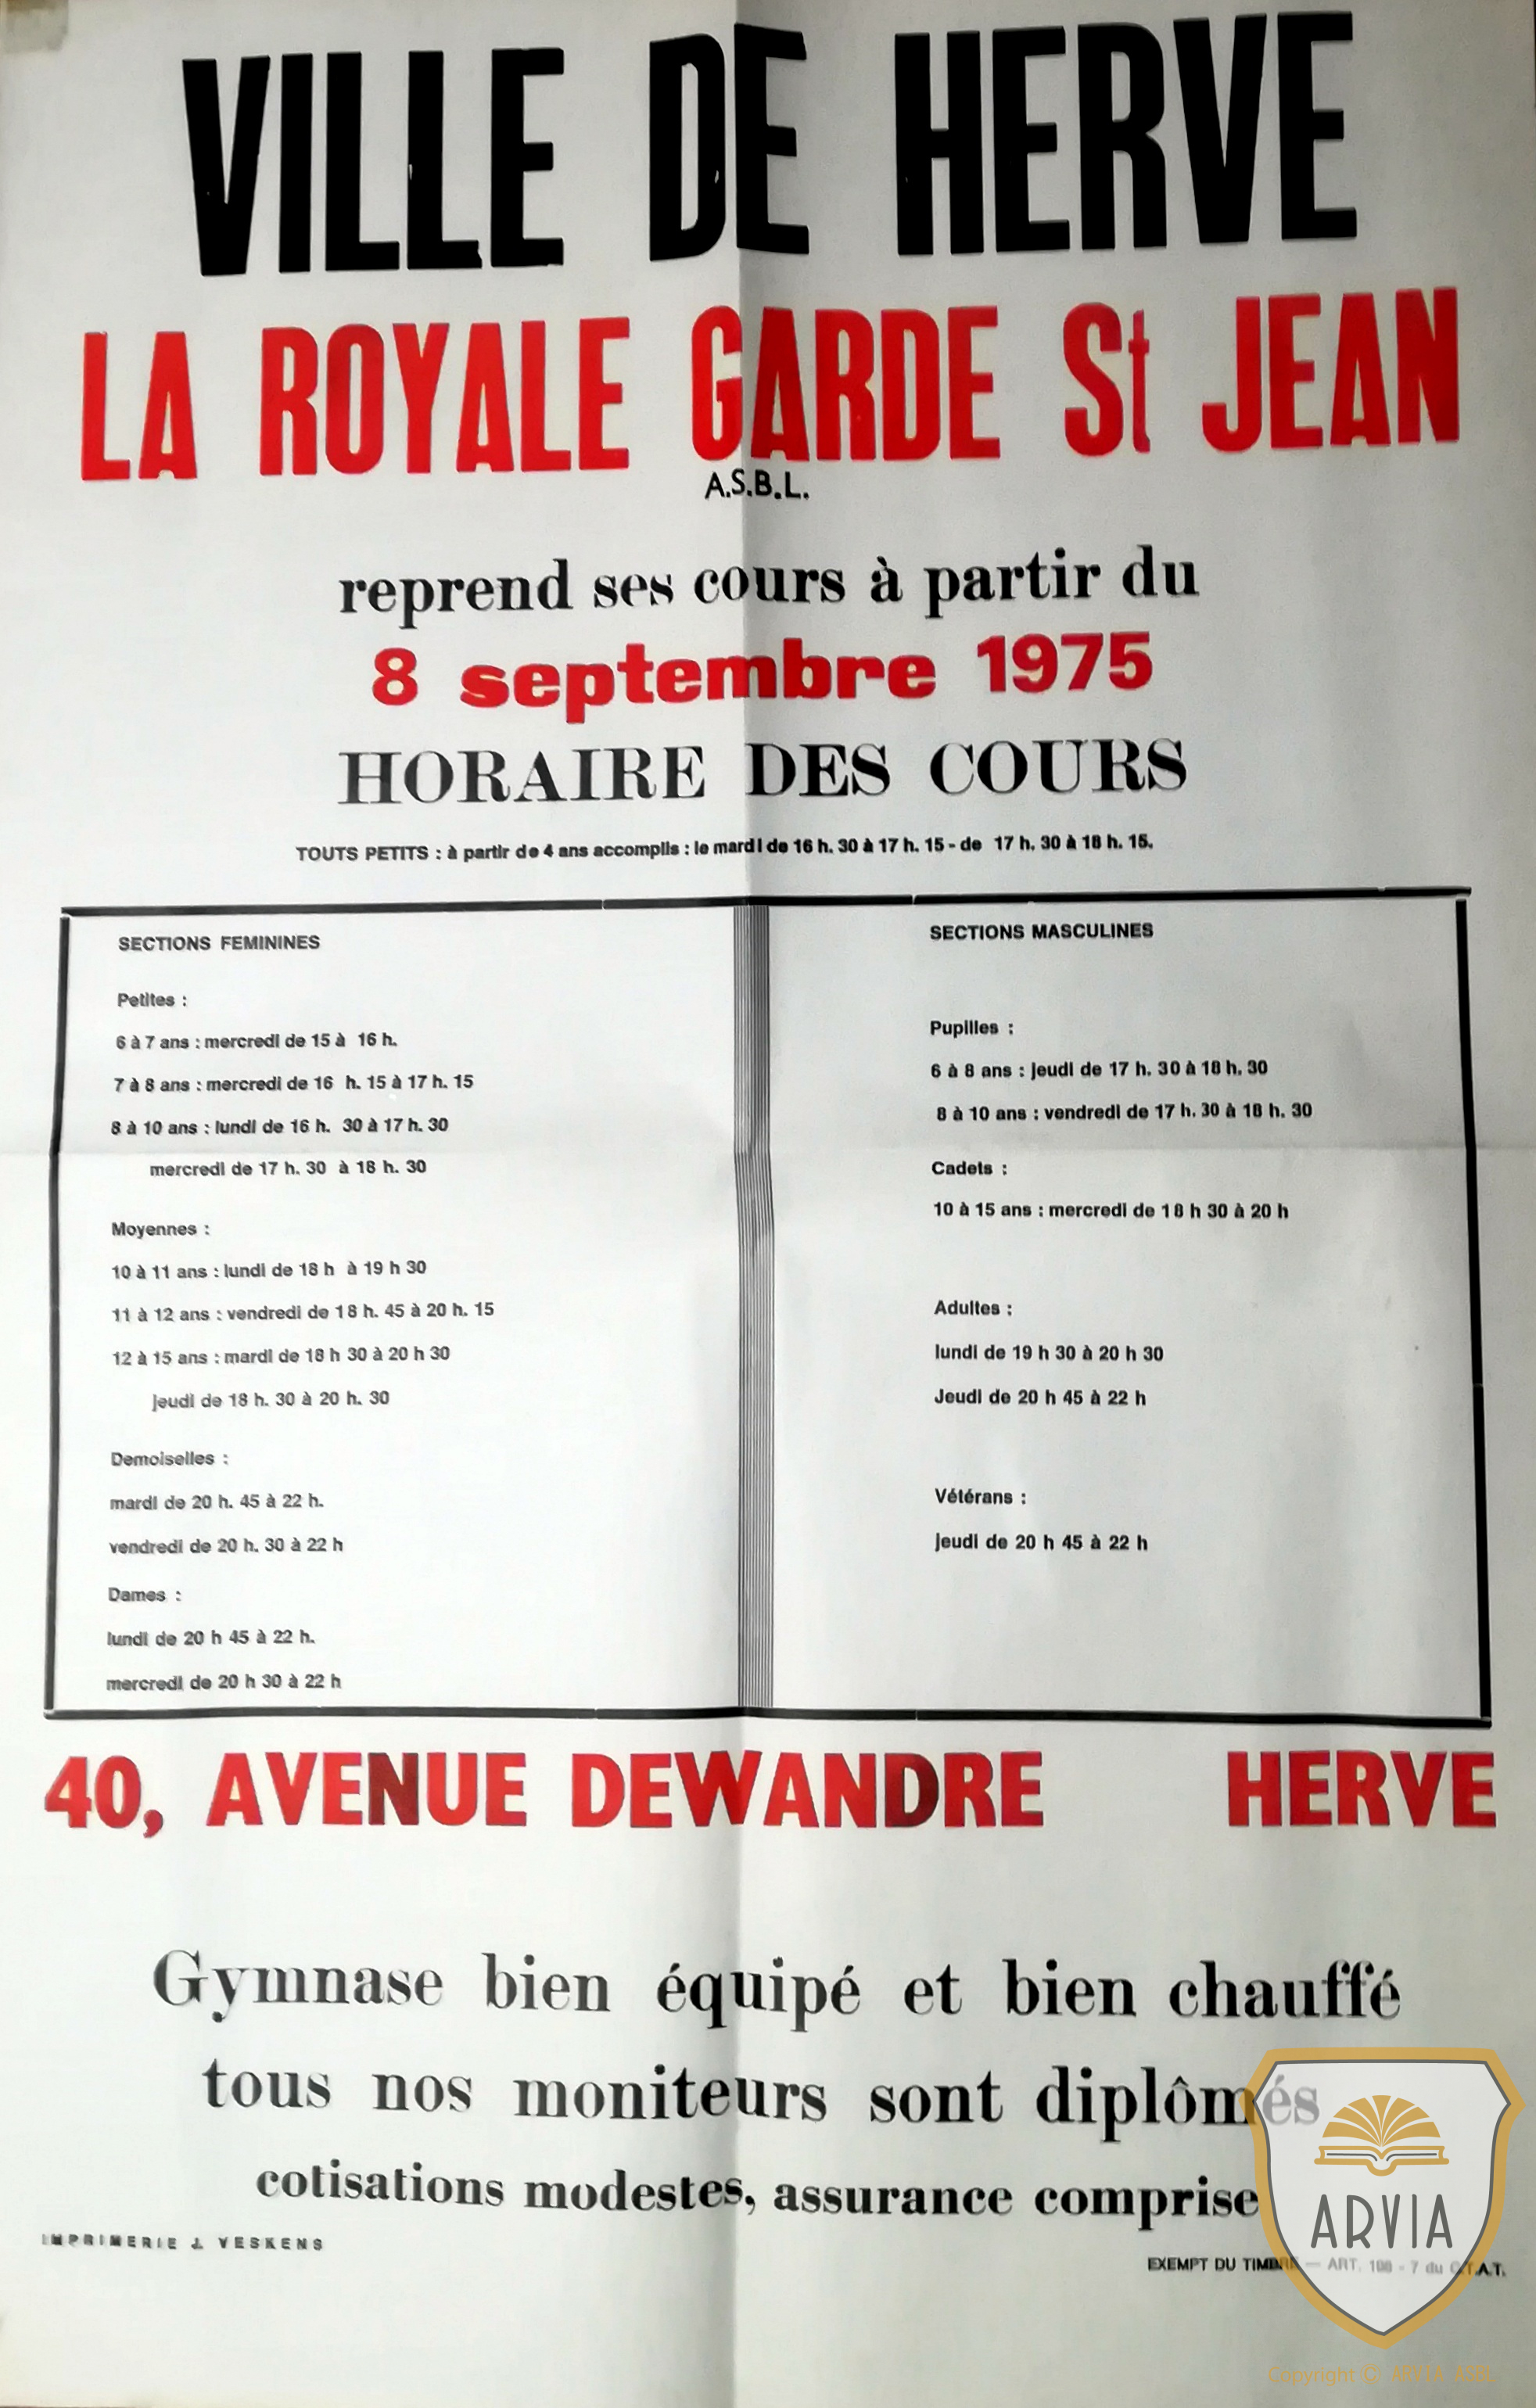 VILLE DE HERVE
LA ROYALE GARDE St JEAN
A.S.B.L.
reprend ses cours à partir du
8 septembre 1975
HORAIRE DES COURS
TOUTS PETITS : à partir de 4 ans accomplis : le mardi de 16 h. 30 à 17 h. 15 - de 17 h. 30 à 18 h. 15.
SECTIONS FEMININES
Petites :
6 à 7 ans : mercredi de 15 à 16 h.
7 à 8 ans : mercredi de 16 h. 15 à 17 h. 15
8 à 10 ans : lundi de 16 h. 30 à 17 h. 30
mercredi de 17 h. 30 à 18 h. 30
Moyennes :
10 à 11 ans : lundi de 18 h à 19 h 30
11 à 12 ans : vendredi de 18 h. 45 à 20 h. 15
12 à 15 ans : mardi de 18 h 30 à 20 h 30
jeudi de 18 h. 30 à 20 h. 30
Demoiselles :
mardi de 20 h. 45 à 22 h.
vendredi de 20 h. 30 à 22 h
Dames :
lundi de 20 h 45 à 22 h.
mercredi de 20 h 30 à 22 h
SECTIONS MASCULINES
Pupilles :
6 à 8 ans : jeudi de 17 h. 30 à 18 h. 30
8 à 10 ans : vendredi de 17 h. 30 à 18 h. 30
Cadets :
10 à 15 ans : mercredi de 18 h 30 à 20 h
Adultes :
lundi de 19 h 30 à 20 h 30
Jeudi de 20 h 45 à 22 h
Vétérans :
jeudi de 20 h 45 à 22 h
40, AVENUE DEWANDRE HERVE
Gymnase bien équipé et bien chauffé
tous nos moniteurs sont diplômés
cotisations modestes, assurance comprise
IMPRIMERIE J. VESKENS
EXEMPT DU TIMBRE — ART. 198 - 7 du C.T.A.T.
ARVIA
Copyright © ARVIA ASBL